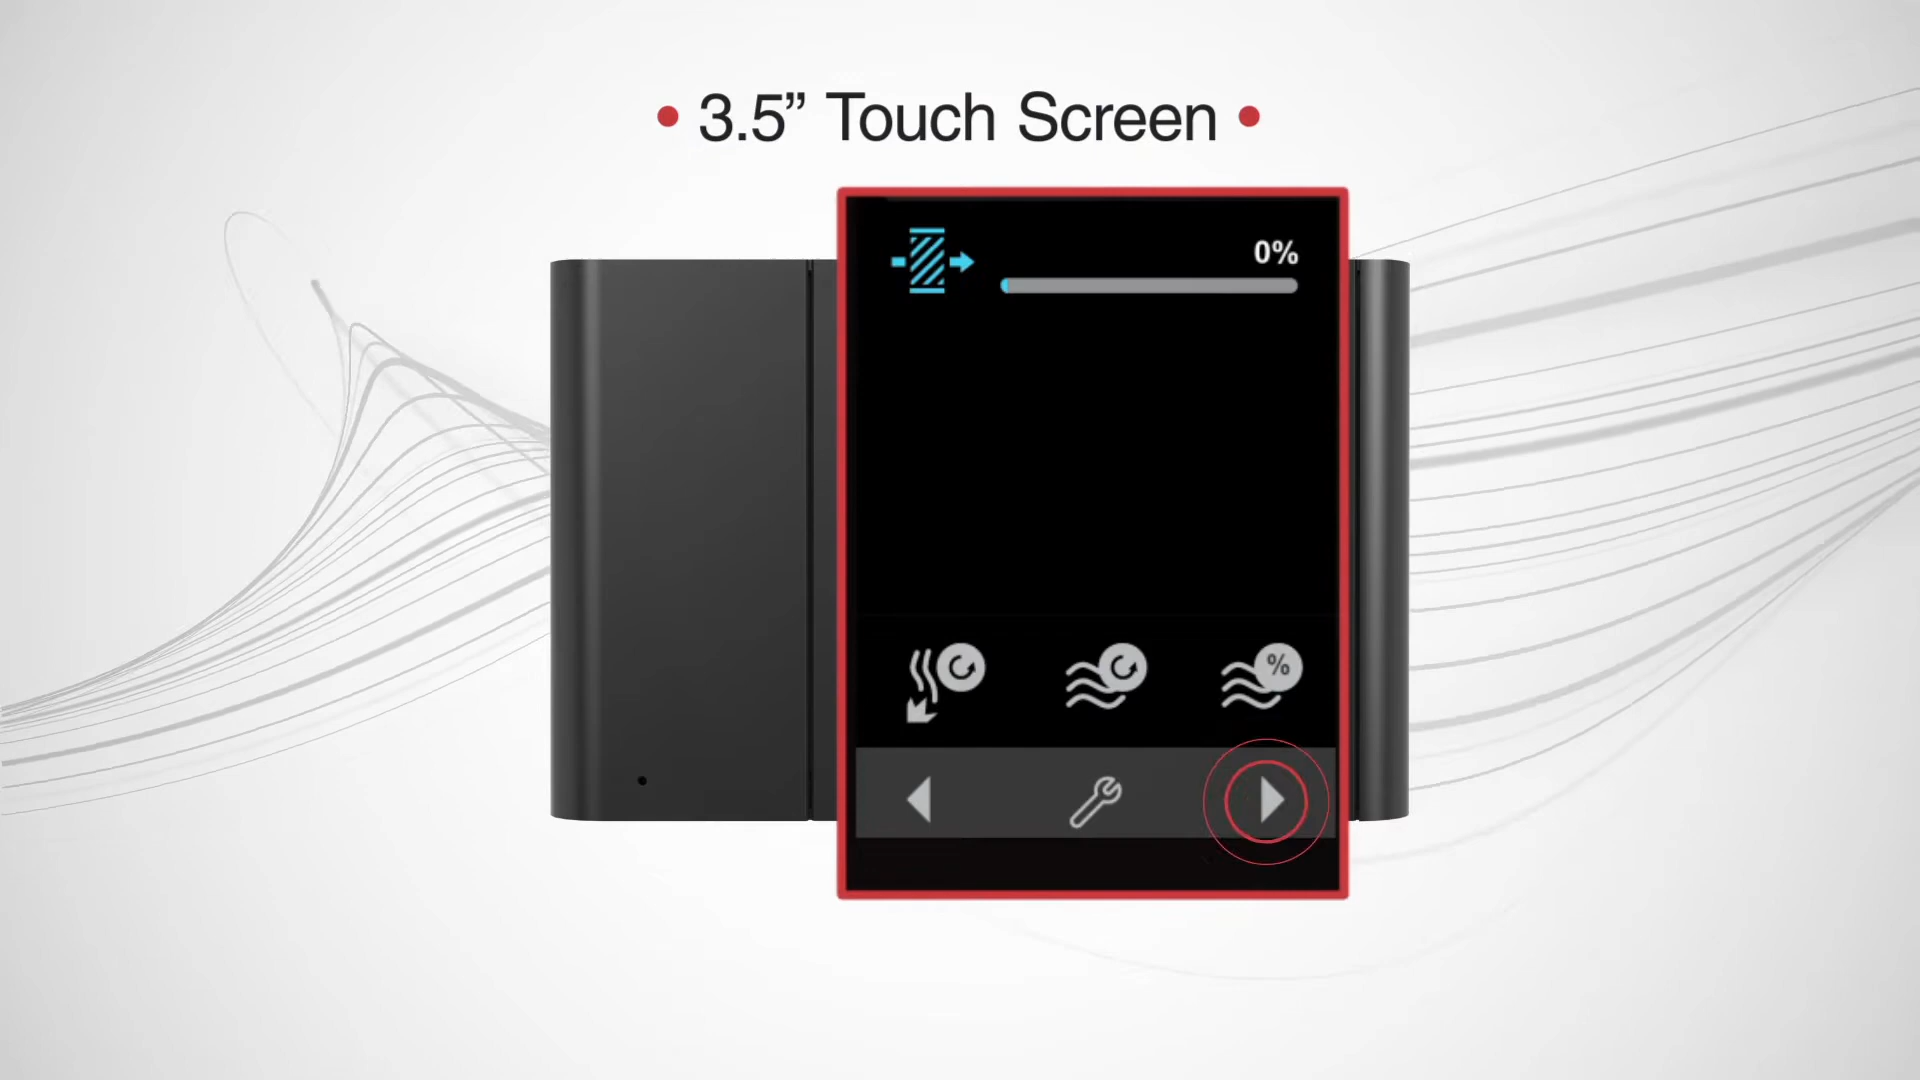 • 3.5” Touch Screen •
0%
%